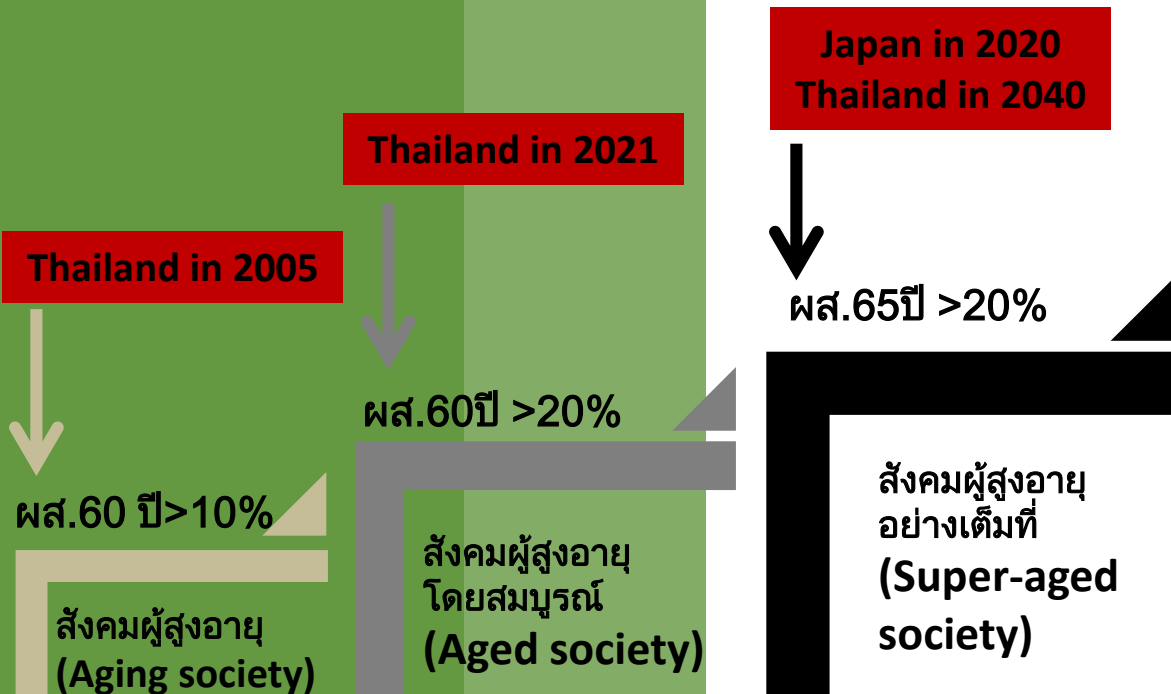 Thailand in 2005
ผส.60 ปี>10%
สังคมผู้สูงอายุ
(Aging society)
Thailand in 2021
ผส.60ปี >20%
สังคมผู้สูงอายุ
โดยสมบูรณ์
(Aged society)
Japan in 2020
Thailand in 2040
ผส.65ปี >20%
สังคมผู้สูงอายุ
อย่างเต็มที่
(Super-aged
society)